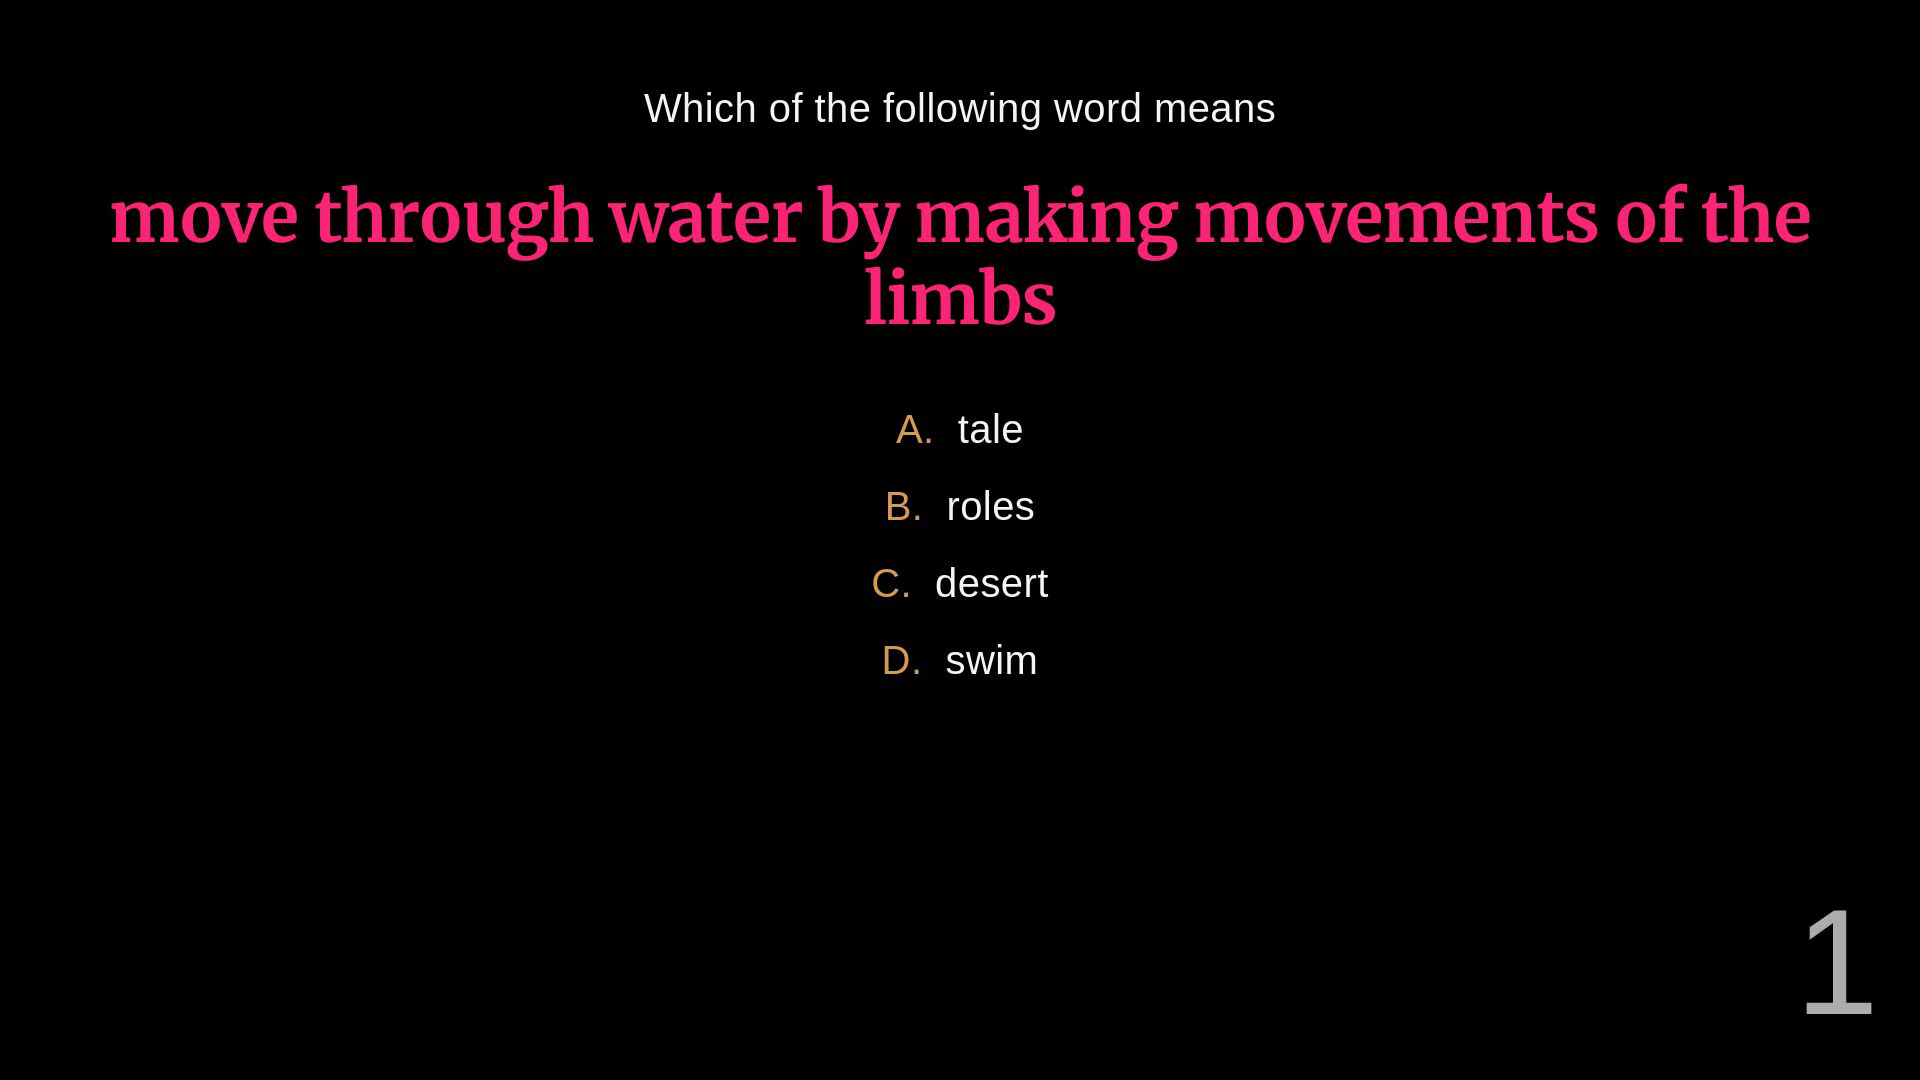 Which of the following word means
move through water by making movements of the
limbs
A. tale
B. roles
C. desert
D. swim
1